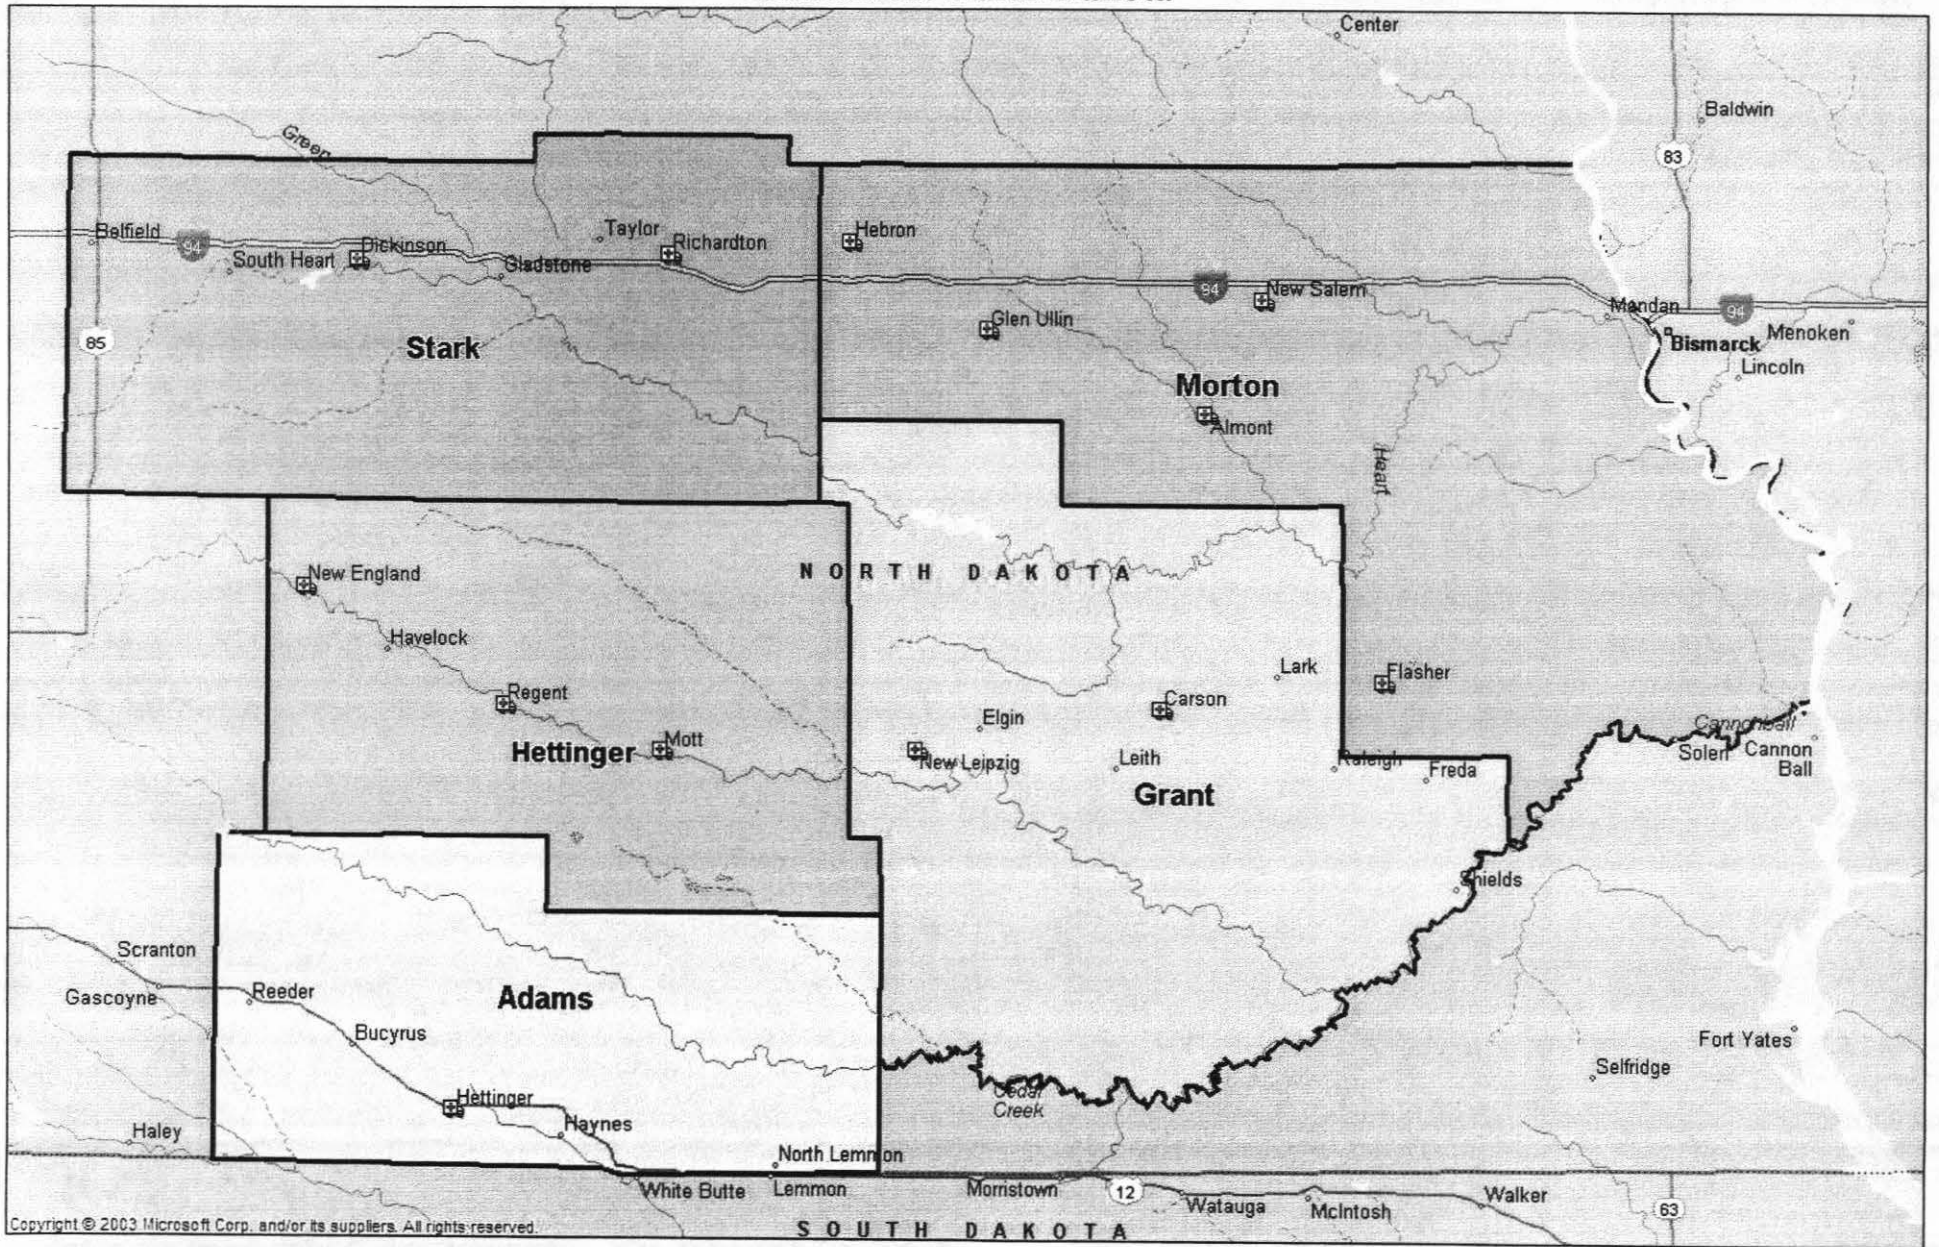 Center
Baldwin
83
Green
Belfield
94
South Heart
Dickinson
Gladstone
Taylor
Richardton
Hebron
94
New Salem
Glen Ullin
Mandan
94
Menoken
Bismarck
Lincoln
85
Stark
Morton
Almont
Heart
NORTH DAKOTA
New England
Havelock
Regent
Mott
Hettinger
Lark
Flasher
Carson
Elgin
New Leipzig
Leith
Raleigh
Freda
Grant
Cannonball
Solen
Cannon
Ball
Shields
Scranton
Gascoyne
Reeder
Adams
Bucyrus
Fort Yates
Selfridge
Cedar
Creek
Hettinger
Haynes
Haley
North Lemmon
White Butte
Lemmon
Morristown
12
Watauga
McIntosh
Walker
63
Copyright © 2003 Microsoft Corp. and/or its suppliers. All rights reserved.
SOUTH DAKOTA